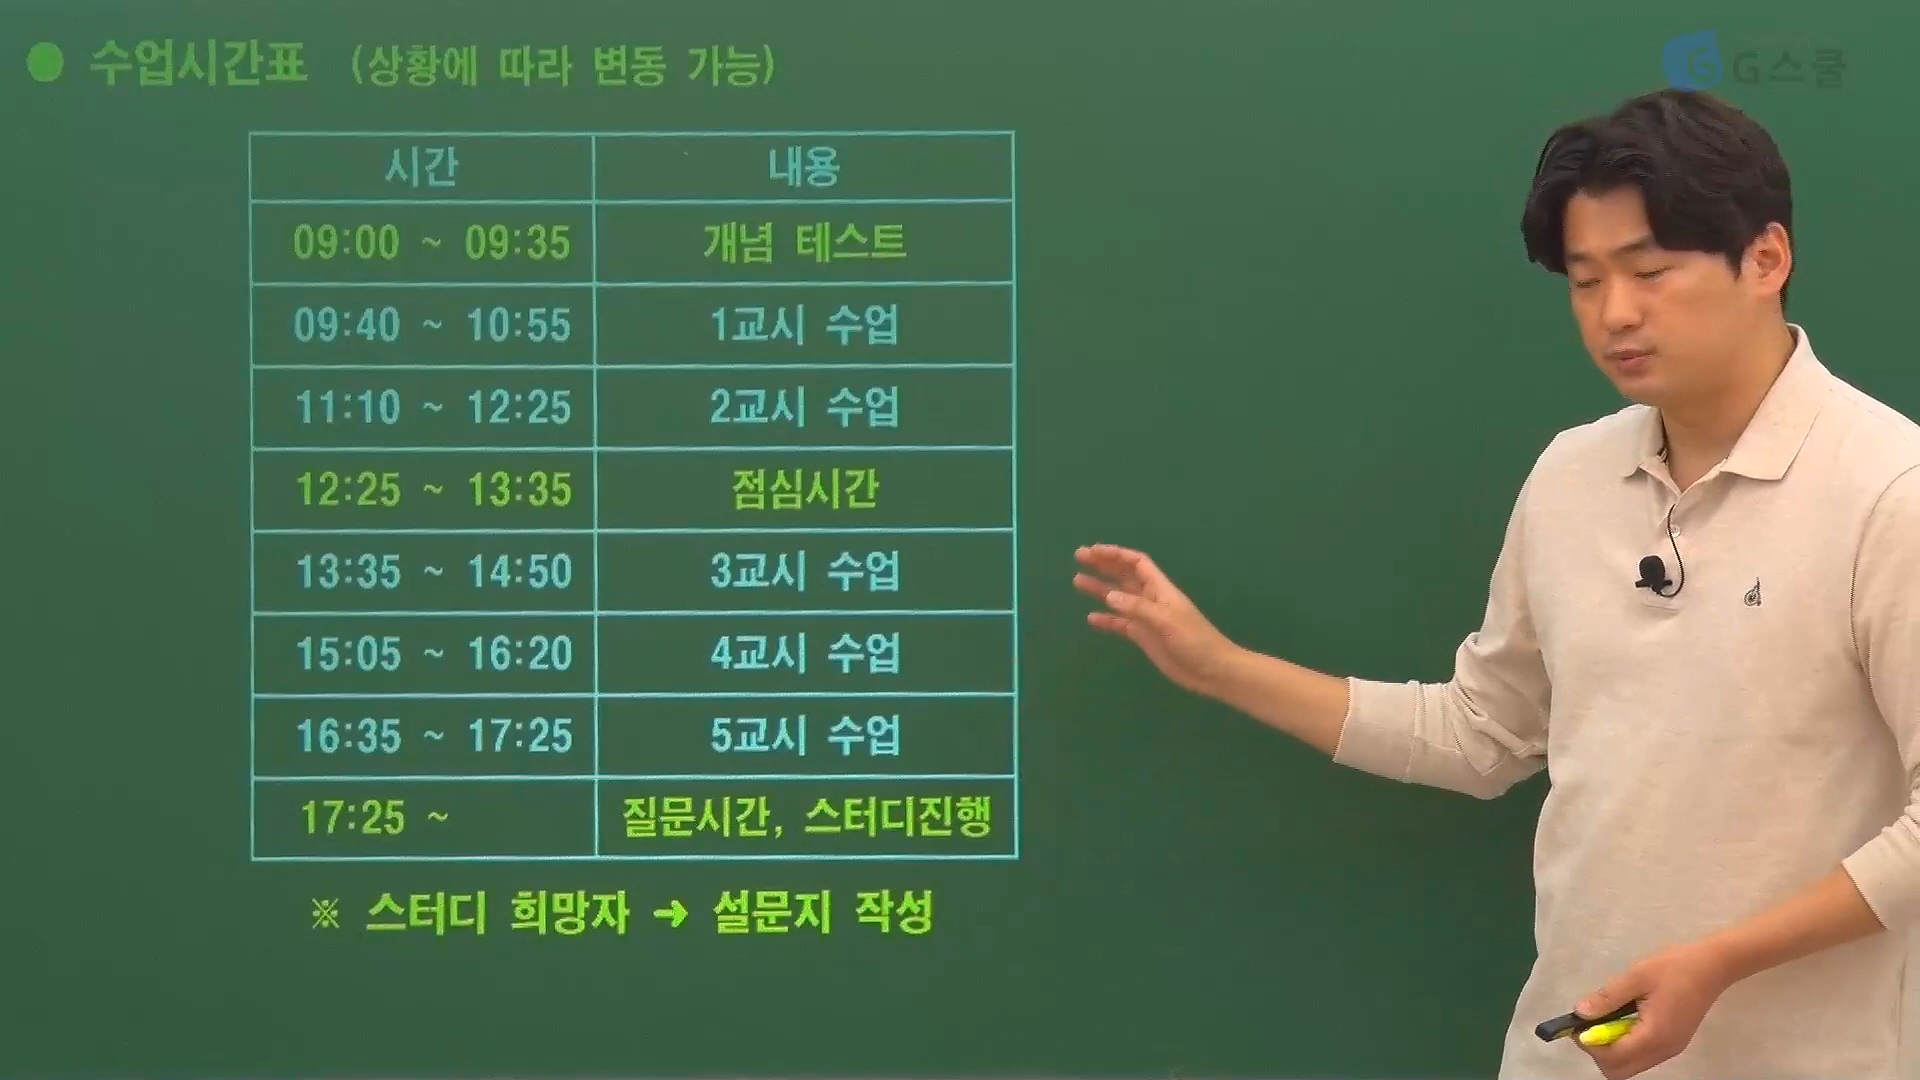 ● 수업시간표 (상황에 따라 변동 가능)
G스쿨
시간 내용
09:00 ~ 09:35 개념 테스트
09:40 ~ 10:55 1교시 수업
11:10 ~ 12:25 2교시 수업
12:25 ~ 13:35 점심시간
13:35 ~ 14:50 3교시 수업
15:05 ~ 16:20 4교시 수업
16:35 ~ 17:25 5교시 수업
17:25 ~ 질문시간, 스터디진행
※ 스터디 희망자 → 설문지 작성